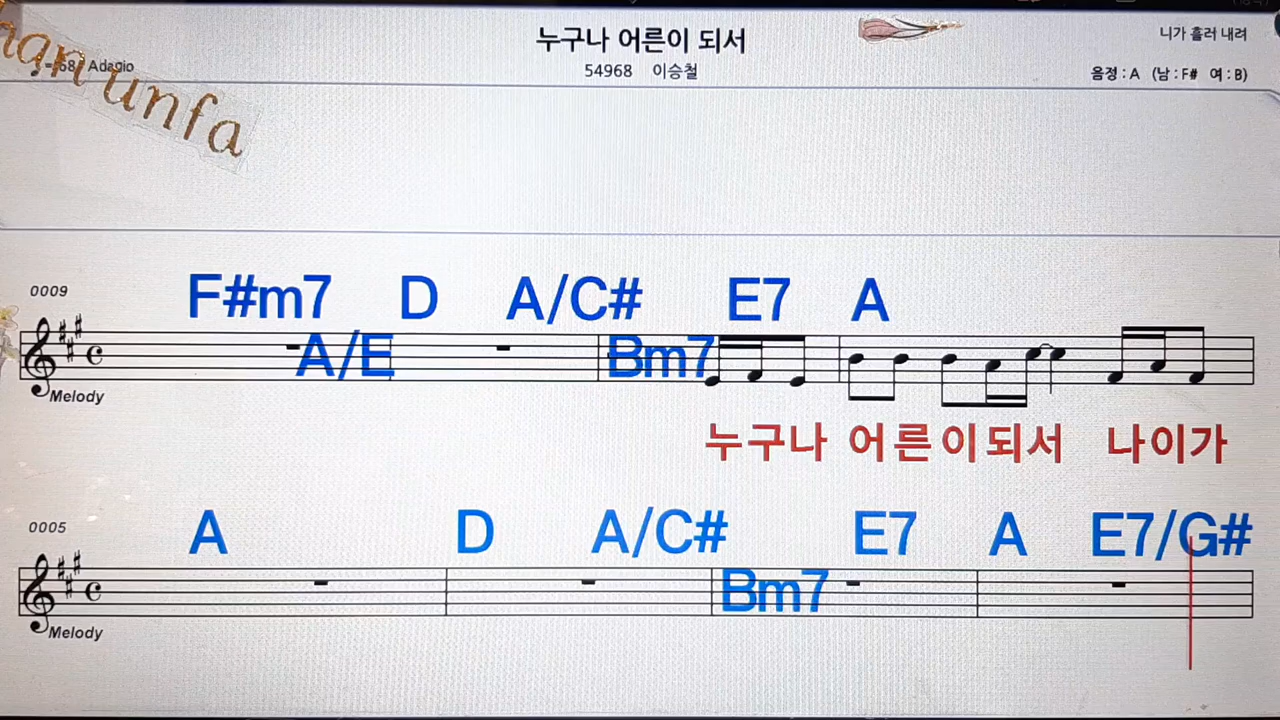 누구나 어른이 되서
니가 흘러 내려
54968 이승철
음정 : A (남 : F# 여 : B)
Adagio
unfa
0009
F#m7 D A/C# E7 A
A/E Bm7
Melody
누구나 어른이되서 나이가
0005
A D A/C# E7 A E7/G#
Bm7
Melody